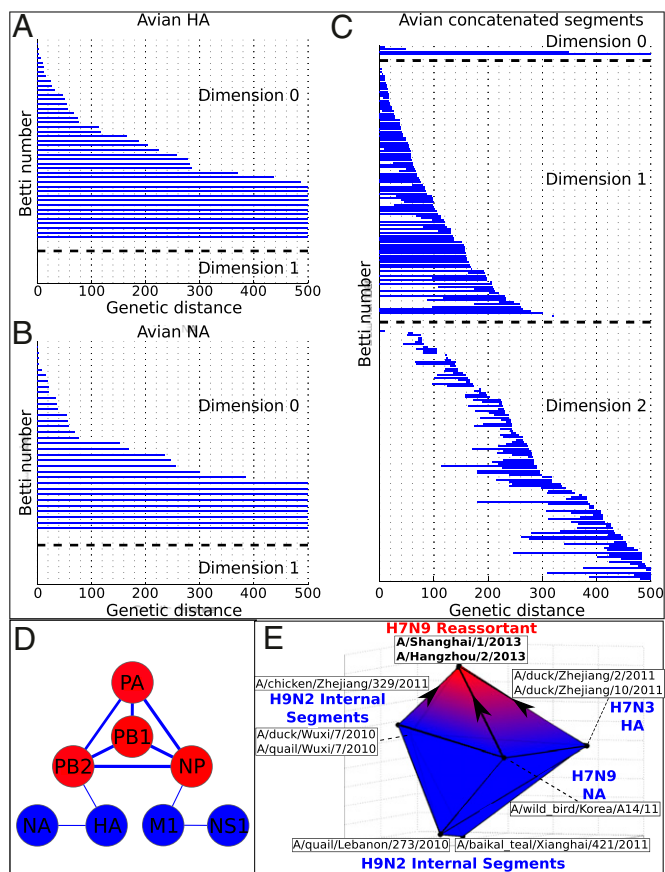 A
Avian HA
Dimension 0
Dimension 1
Betti number
0 100 200 300 400 500
Genetic distance
B
Avian NA
Dimension 0
Dimension 1
Betti number
0 100 200 300 400 500
Genetic distance
C
Avian concatenated segments
Dimension 0
Dimension 1
Dimension 2
Betti number
0 100 200 300 400 500
Genetic distance
D
PA
PB1
PB2
NP
NA
HA
M1
NS1
E
H7N9 Reassortant
A/Shanghai/1/2013
A/Hangzhou/2/2013
A/chicken/Zhejiang/329/2011
H9N2 Internal
Segments
A/duck/Wuxi/7/2010
A/quail/Wuxi/7/2010
A/duck/Zhejiang/2/2011
A/duck/Zhejiang/10/2011
H7N3
HA
H7N9
NA
A/wild_bird/Korea/A14/11
A/quail/Lebanon/273/2010
A/baikal_teal/Xianghai/421/2011
H9N2 Internal Segments